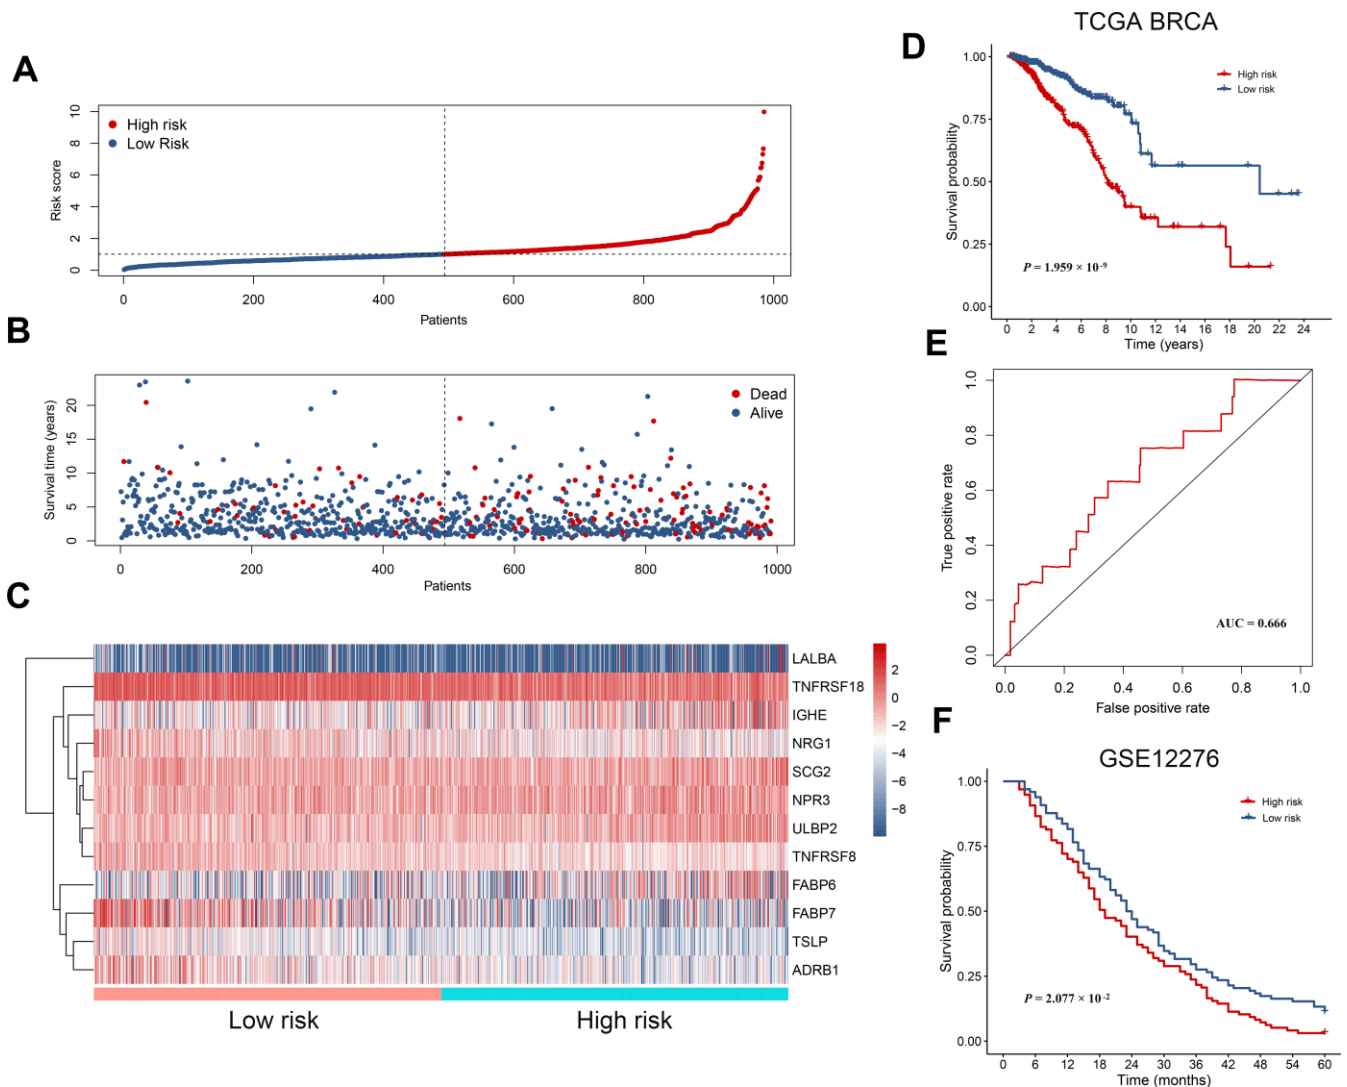 A
High risk
Low Risk
Risk score
0
2
4
6
8
10
0
200
400
600
800
1000
Patients
B
Dead
Alive
Survival time (years)
0
5
10
15
20
0
200
400
600
800
1000
Patients
C
LALBA
TNFRSF18
IGHE
NRG1
SCG2
NPR3
ULBP2
TNFRSF8
FABP6
FABP7
TSLP
ADRB1
2
0
−2
−4
−6
−8
Low risk
High risk
TCGA BRCA
D
High risk
Low risk
Survival probability
1.00
0.75
0.50
0.25
0.00
P = 1.959 × 10⁻⁹
0 2 4 6 8 10 12 14 16 18 20 22 24
Time (years)
E
True positive rate
0.0
0.2
0.4
0.6
0.8
1.0
AUC = 0.666
0.0 0.2 0.4 0.6 0.8 1.0
False positive rate
F
GSE12276
High risk
Low risk
Survival probability
1.00
0.75
0.50
0.25
0.00
P = 2.077 × 10⁻²
0 6 12 18 24 30 36 42 48 54 60
Time (months)